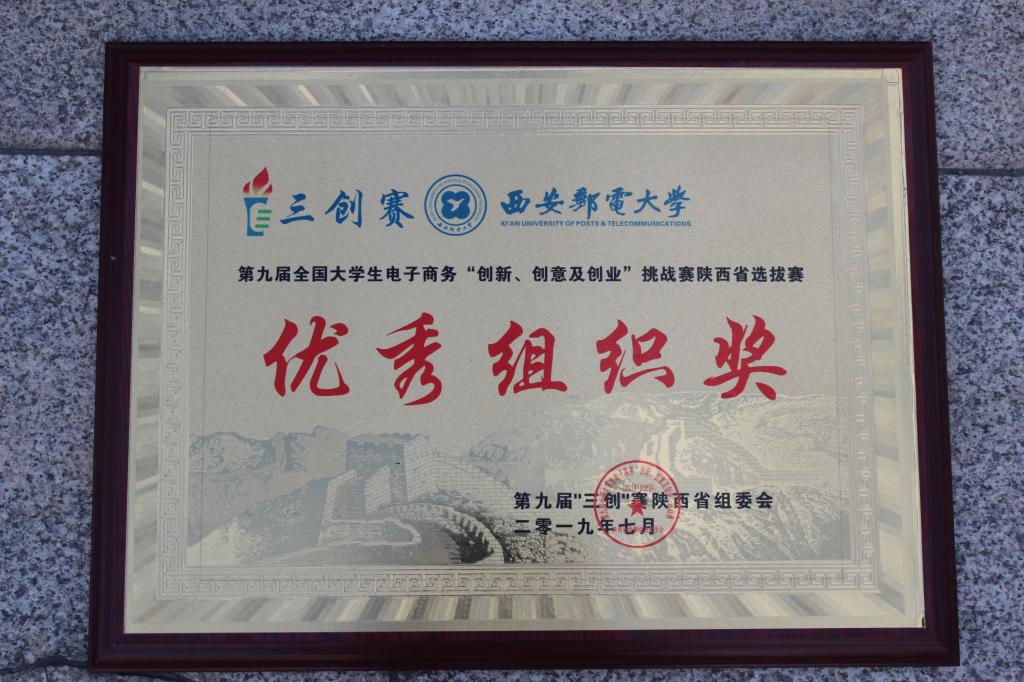 三创赛 西安郵電大学
XI'AN UNIVERSITY OF POSTS & TELECOMMUNICATIONS
第九届全国大学生电子商务“创新、创意及创业”挑战赛陕西省选拔赛
优秀组织奖
第九届"三创"赛陕西省组委会
二零一九年七月